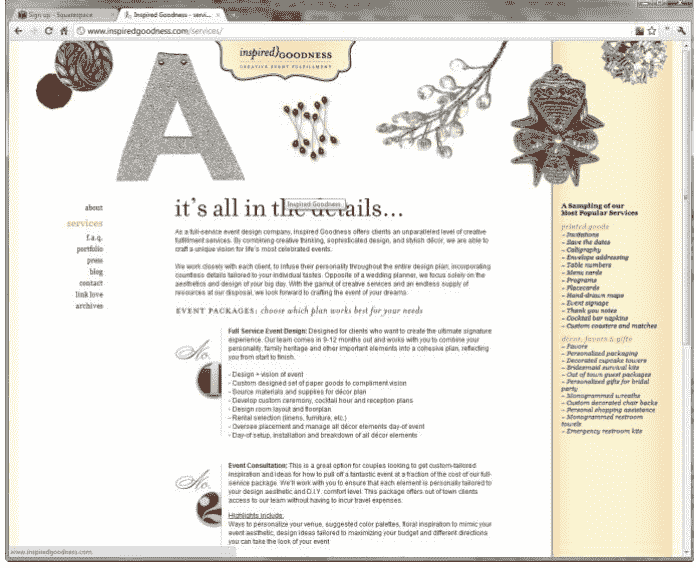 Sign up - Squarespace
Inspired Goodness - servi...
www.inspiredgoodness.com/services/
inspired}GOODNESS
CREATIVE EVENT FULFILLMENT
A
about
services
f.a.q.
portfolio
press
blog
contact
link love
archives
it's all in the details...
Inspired Goodness
As a full-service event design company, Inspired Goodness offers clients an unparalleled level of creative
fulfillment services. By combining creative thinking, sophisticated design, and stylish décor, we are able to
craft a unique vision for life's most celebrated events.
We work closely with each client, to infuse their personality throughout the entire design plan; incorporating
countless details tailored to your individual tastes. Opposite of a wedding planner, we focus solely on the
aesthetics and design of your big day. With the gamut of creative services and an endless supply of
resources at our disposal, we look forward to crafting the event of your dreams.
EVENT PACKAGES: choose which plan works best for your needs
No. 1
Full Service Event Design: Designed for clients who want to create the ultimate signature
experience. Our team comes in 9-12 months out and works with you to combine your
personality, family heritage and other important elements into a cohesive plan, reflecting
you from start to finish.
- Design + vision of event
- Custom designed set of paper goods to compliment vision
- Source materials and supplies for décor plan
- Develop custom ceremony, cocktail hour and reception plans
- Design room layout and floorplan
- Rental selection (linens, furniture, etc.)
- Oversee placement and manage all décor elements day-of event
- Day-of setup, installation and breakdown of all décor elements
No. 2
Event Consultation: This is a great option for couples looking to get custom-tailored
inspiration and ideas for how to pull off a fantastic event at a fraction of the cost of our full-
service package. We'll work with you to ensure that each element is personally tailored to
your design aesthetic and D.I.Y. comfort level. This package offers out of town clients
access to our team without having to incur travel expenses.
Highlights include:
Ways to personalize your venue, suggested color palettes, floral inspiration to mimic your
event aesthetic, design ideas tailored to maximizing your budget and different directions
you can take the look of your event
A Sampling of our
Most Popular Services
printed goods
~ Invitations
~ Save the dates
~ Calligraphy
~ Envelope addressing
~ Table numbers
~ Menu cards
~ Programs
~ Placecards
~ Hand-drawn maps
~ Event signage
~ Thank you notes
~ Cocktail bar napkins
~ Custom coasters and matches
décor, favors & gifts
~ Favors
~ Personalized packaging
~ Decorated cupcake towers
~ Bridesmaid survival kits
~ Out of town guest packages
~ Personalized gifts for bridal
party
~ Monogrammed wreaths
~ Custom decorated chair backs
~ Personal shopping assistance
~ Monogrammed restroom
towels
~ Emergency restroom kits
www.inspiredgoodness.com